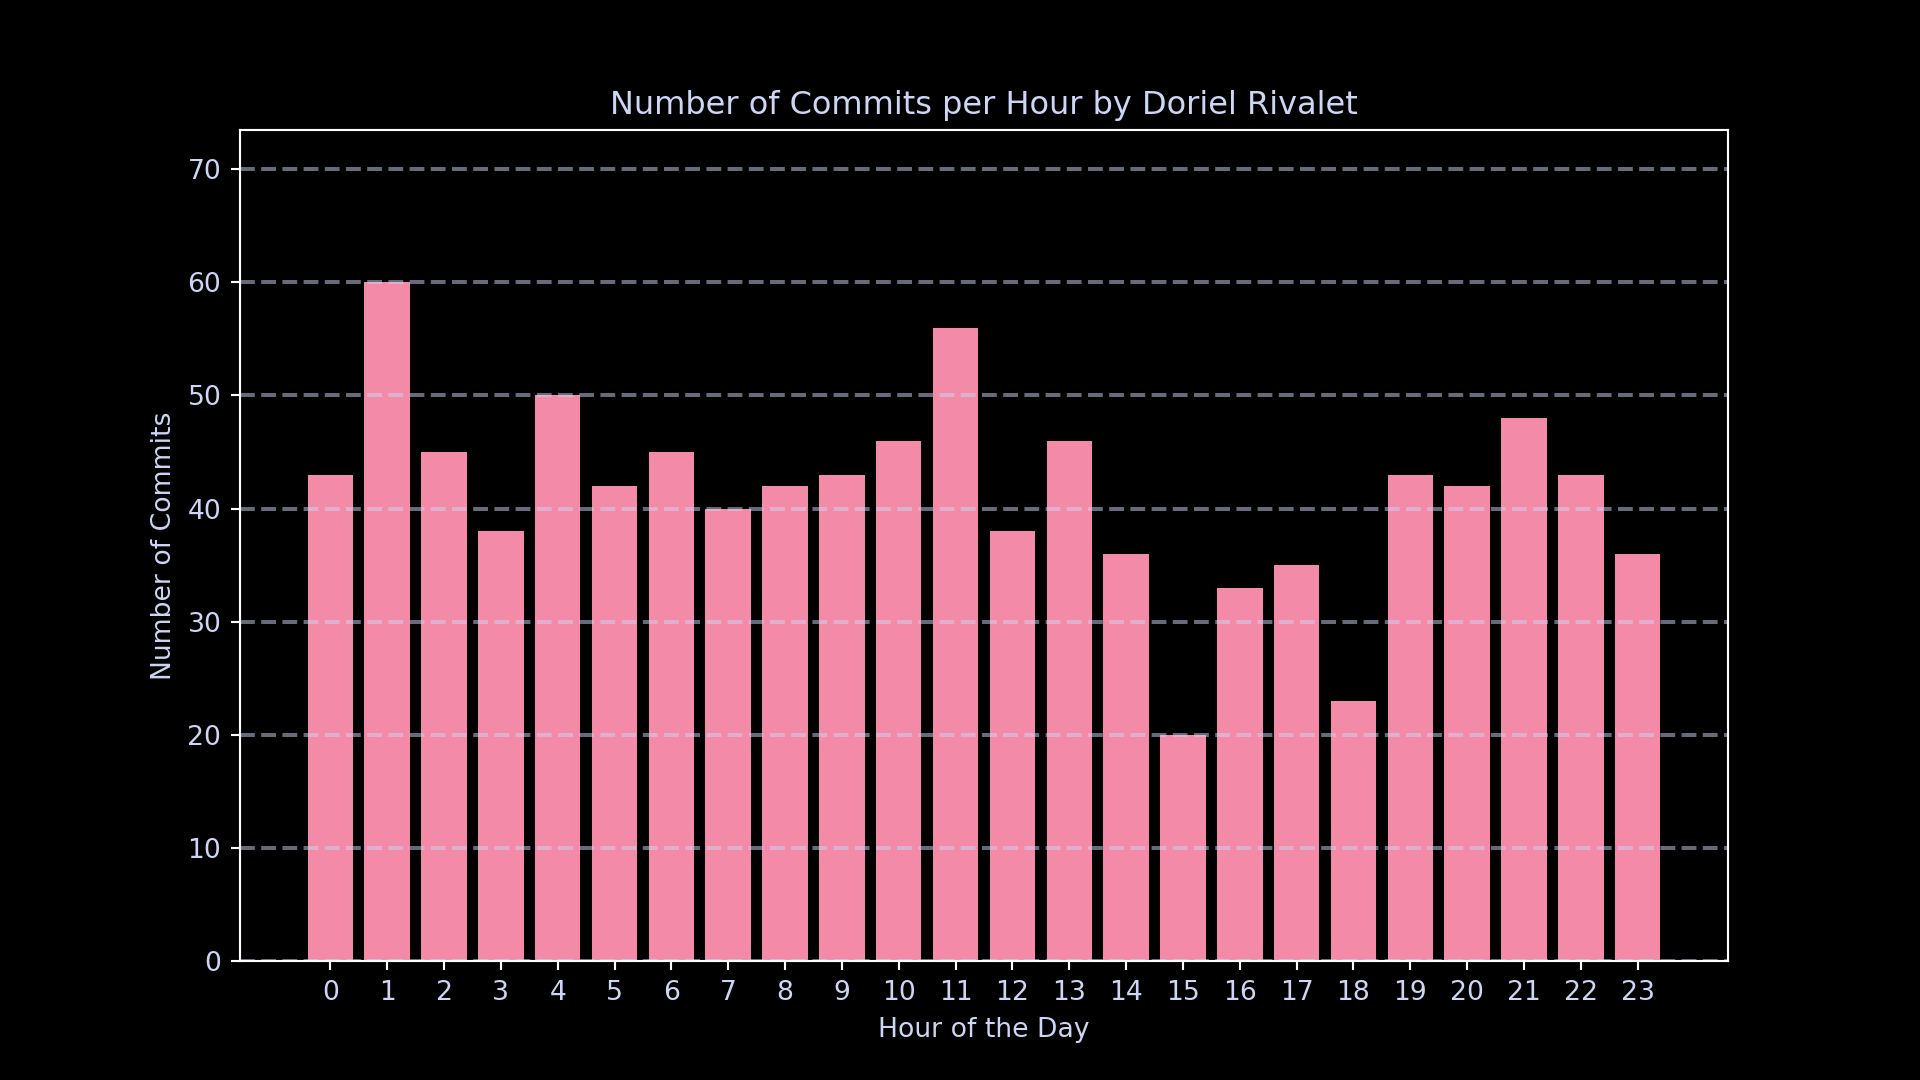 Number of Commits per Hour by Doriel Rivalet
70
60
50
40
30
20
10
0
Number of Commits
0 1 2 3 4 5 6 7 8 9 10 11 12 13 14 15 16 17 18 19 20 21 22 23
Hour of the Day